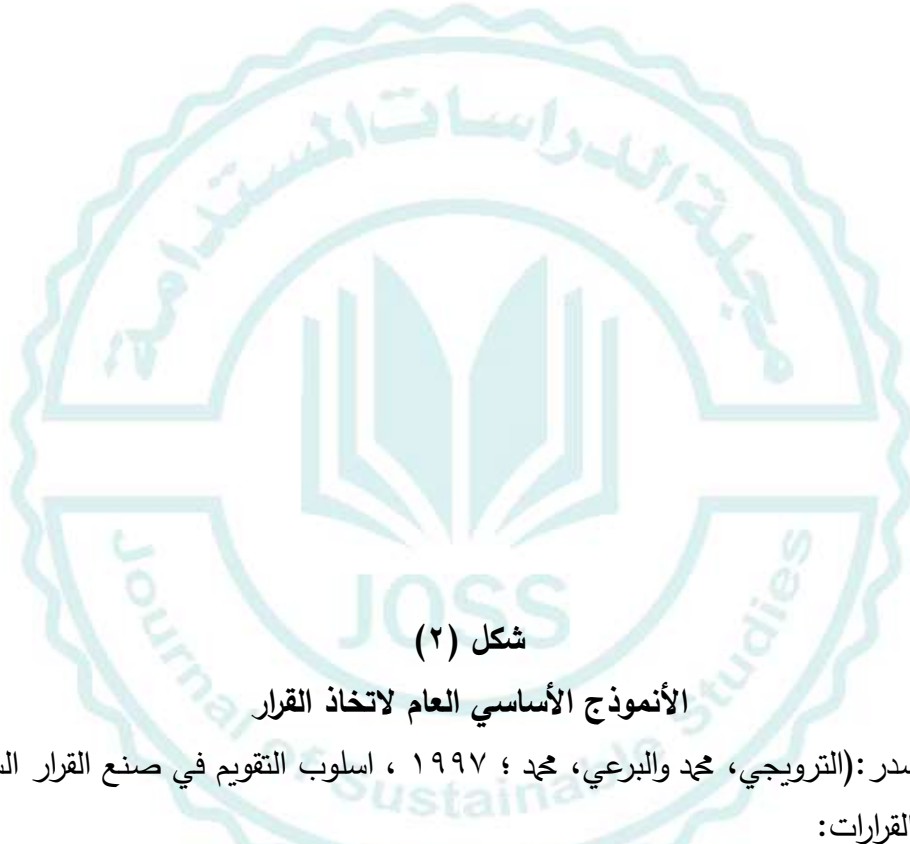 مجلة الدراسات المستدامة
JOSS
Journal of Sustainable Studies
شكل (٢)
الأنموذج الأساسي العام لاتخاذ القرار
سدر :(الترويجي، محمد والبرعي، محمد ؛ ١٩٩٧ ، اسلوب التقويم في صنع القرار
القرارات: